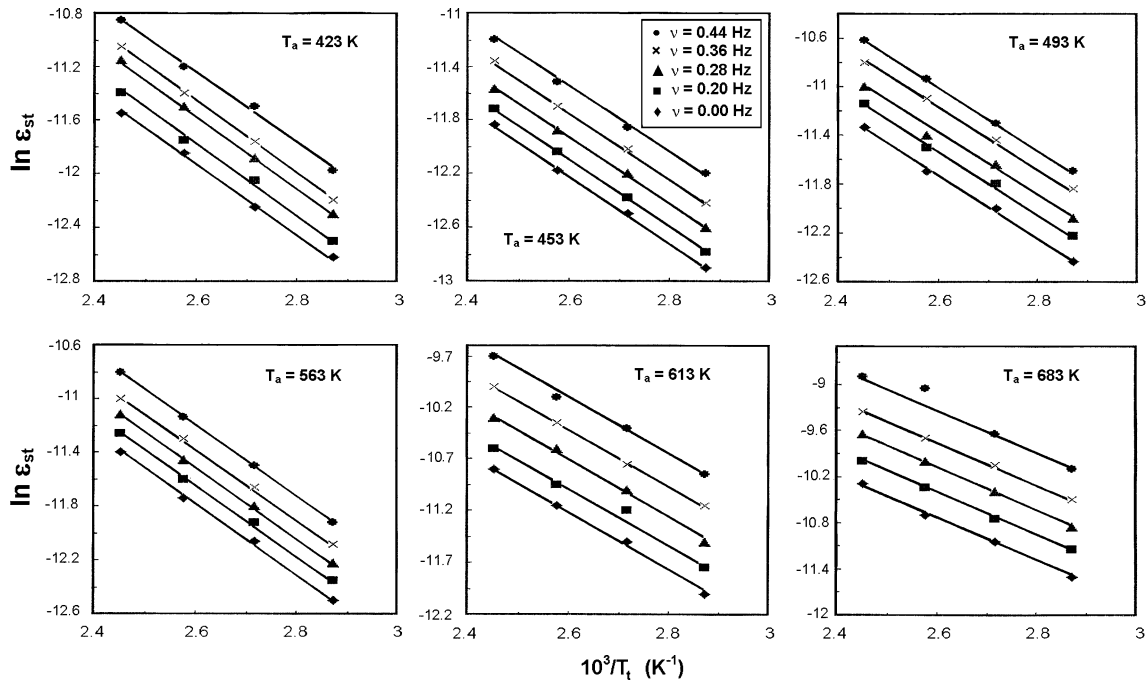 -10.8
-11.2
-11.6
-12
-12.4
-12.8
2.4 2.6 2.8 3
ln ε_st
T_a = 423 K
-11
-11.4
-11.8
-12.2
-12.6
-13
2.4 2.6 2.8 3
T_a = 453 K
ν = 0.44 Hz
ν = 0.36 Hz
ν = 0.28 Hz
ν = 0.20 Hz
ν = 0.00 Hz
-10.6
-11.0
-11.4
-11.8
-12.2
-12.6
2.4 2.6 2.8 3
T_a = 493 K
-10.6
-11
-11.4
-11.8
-12.2
-12.6
2.4 2.6 2.8 3
ln ε_st
T_a = 563 K
-9.7
-10.2
-10.7
-11.2
-11.7
-12.2
2.4 2.6 2.8 3
T_a = 613 K
-9
-9.6
-10.2
-10.8
-11.4
-12
2.4 2.6 2.8 3
T_a = 683 K
10³/T_t (K⁻¹)